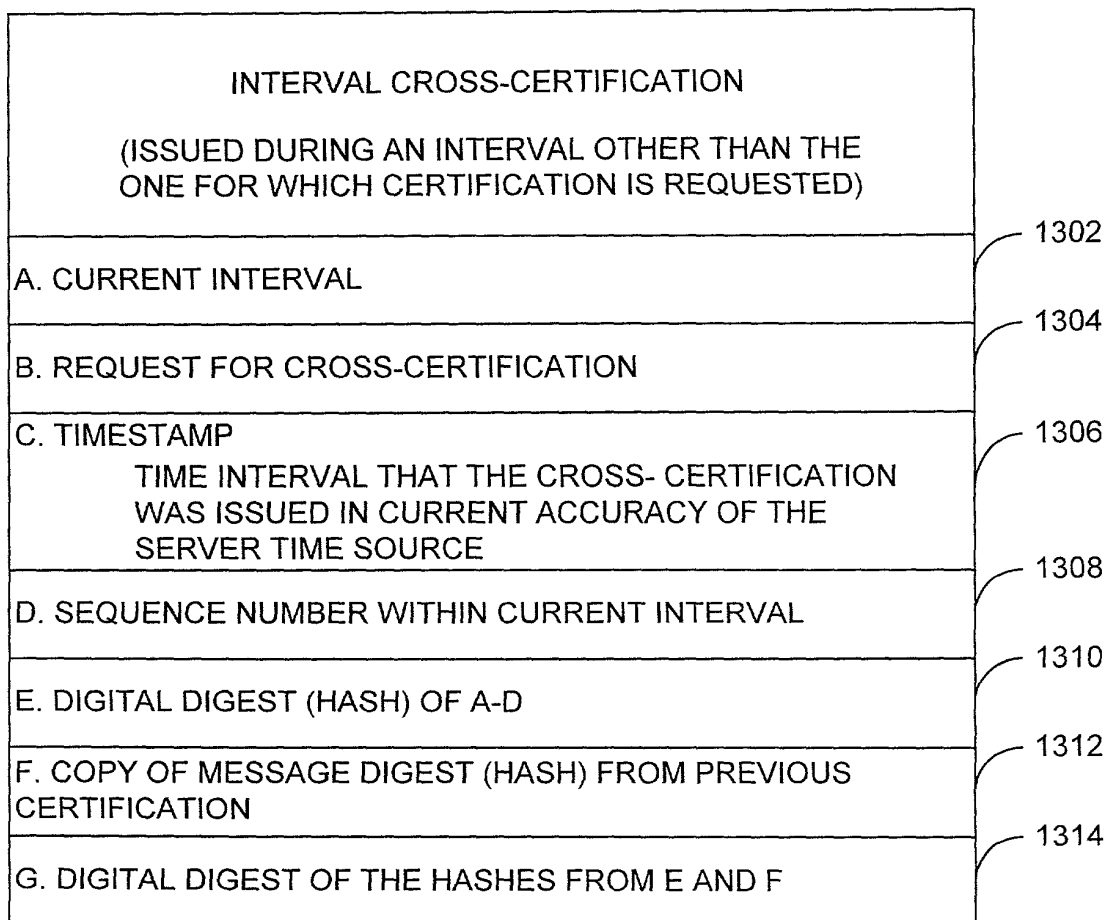 INTERVAL CROSS-CERTIFICATION
(ISSUED DURING AN INTERVAL OTHER THAN THE
ONE FOR WHICH CERTIFICATION IS REQUESTED)
1302
A. CURRENT INTERVAL
1304
B. REQUEST FOR CROSS-CERTIFICATION
1306
C. TIMESTAMP
TIME INTERVAL THAT THE CROSS- CERTIFICATION
WAS ISSUED IN CURRENT ACCURACY OF THE
SERVER TIME SOURCE
1308
D. SEQUENCE NUMBER WITHIN CURRENT INTERVAL
1310
E. DIGITAL DIGEST (HASH) OF A-D
1312
F. COPY OF MESSAGE DIGEST (HASH) FROM PREVIOUS
CERTIFICATION
1314
G. DIGITAL DIGEST OF THE HASHES FROM E AND F